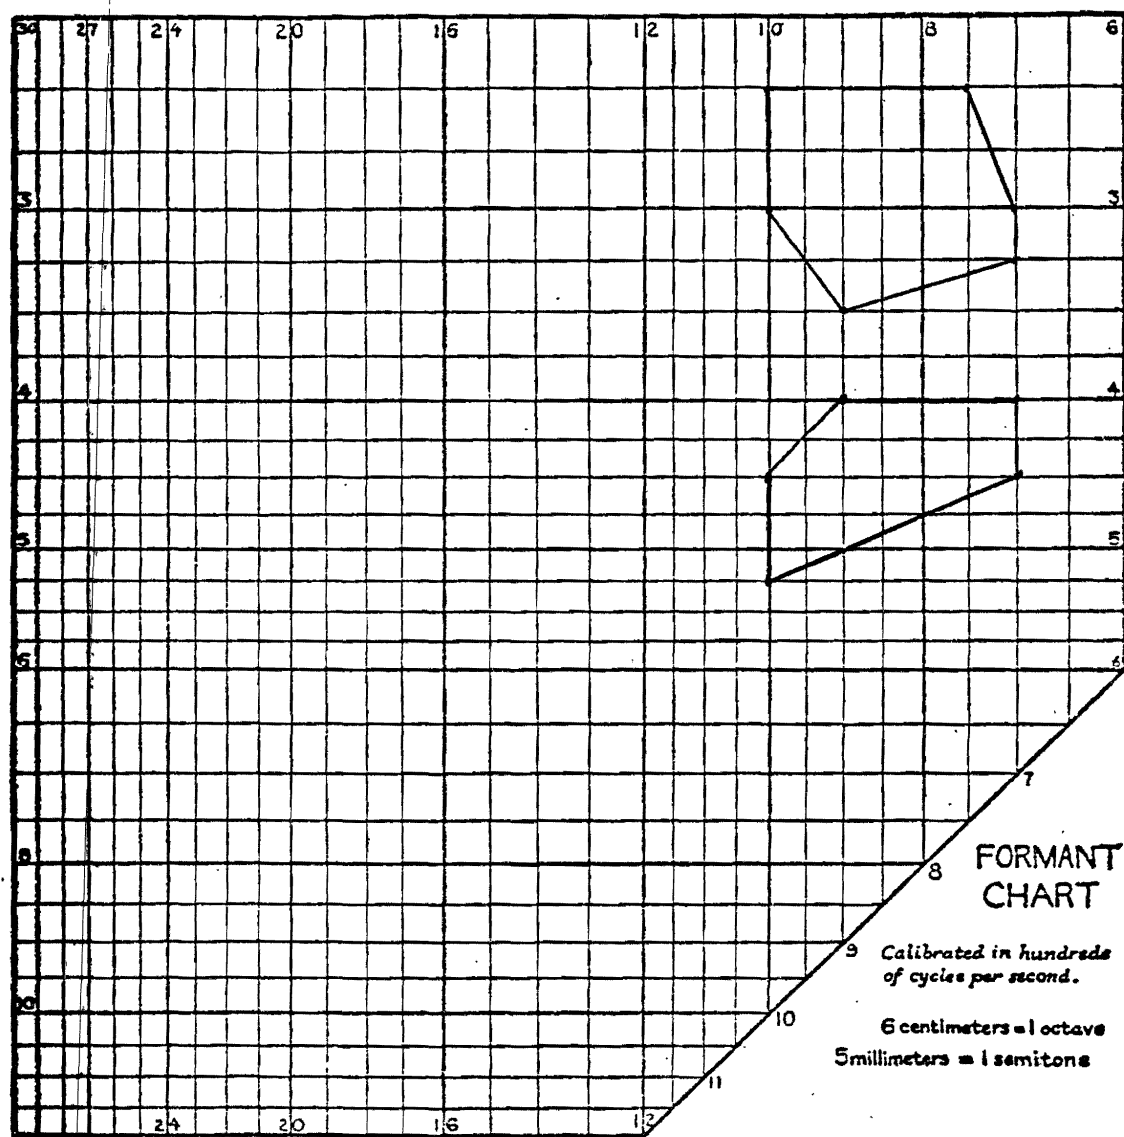 30 27 24 20 16 12 10 8 6
3 3
4 4
5 5
6 6
7
8 8
9
10 10
11
24 20 16 12
FORMANT
CHART
Calibrated in hundreds
of cycles per second.
6 centimeters = 1 octave
5 millimeters = 1 semitone